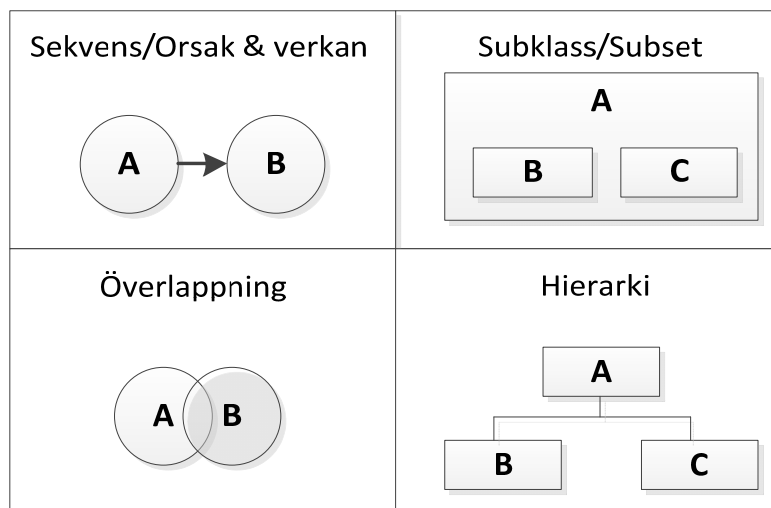 Sekvens/Orsak & verkan
A B
Subklass/Subset
A
B C
Överlappning
A B
Hierarki
A
B C